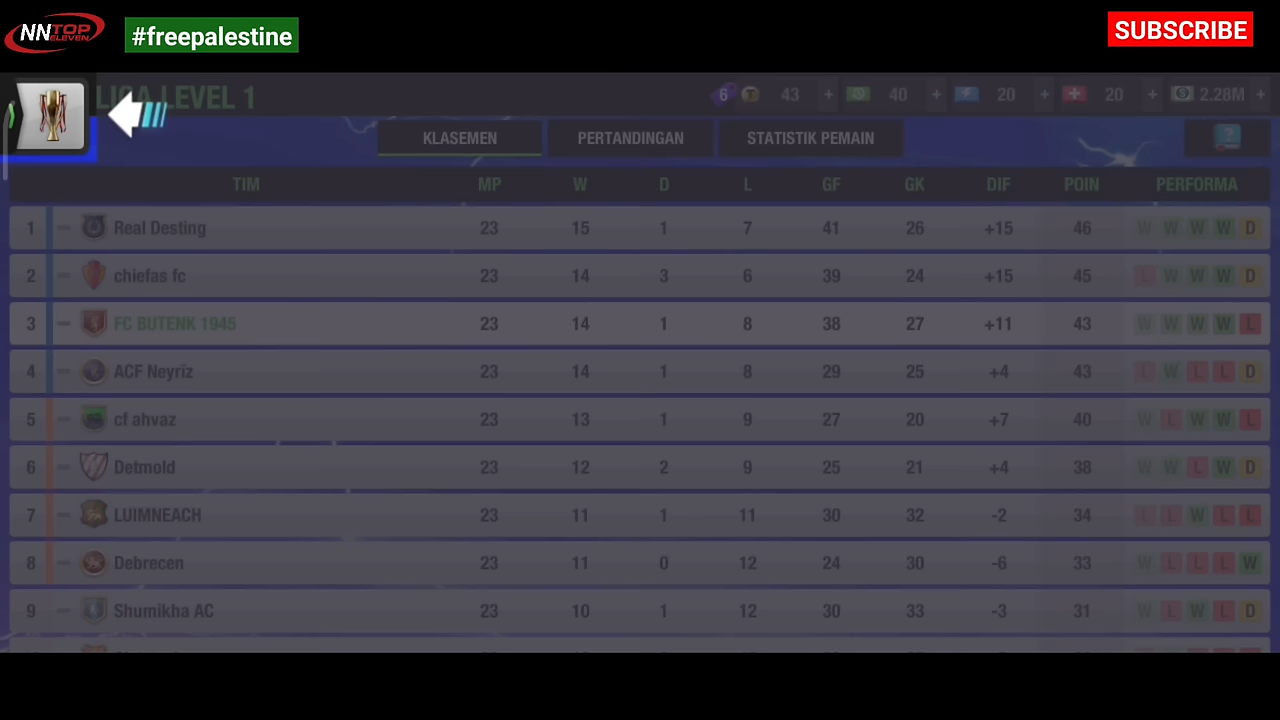 NNTOP ELEVEN
#freepalestine
SUBSCRIBE
LIGA LEVEL 1
6 T 43 + 40 + 20 + 20 + 2.28M +
KLASEMEN PERTANDINGAN STATISTIK PEMAIN ?
TIM MP W D L GF GK DIF POIN PERFORMA
1 Real Desting 23 15 1 7 41 26 +15 46 W W W W D
2 chiefas fc 23 14 3 6 39 24 +15 45 L W W W D
3 FC BUTENK 1945 23 14 1 8 38 27 +11 43 W W W W L
4 ACF Neyriz 23 14 1 8 29 25 +4 43 L W L L D
5 cf ahvaz 23 13 1 9 27 20 +7 40 W L W W L
6 Detmold 23 12 2 9 25 21 +4 38 W W L W D
7 LUIMNEACH 23 11 1 11 30 32 -2 34 L L W L L
8 Debrecen 23 11 0 12 24 30 -6 33 W L L L W
9 Shumikha AC 23 10 1 12 30 33 -3 31 W L W L D